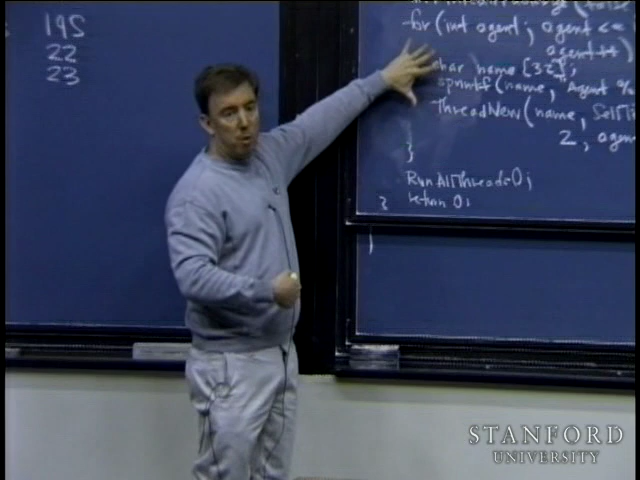 195
22
23
for (int agent; agent <=
agent++)
char name [32];
sprintf(name, "Agent %
ThreadNew(name, SellTi
2, agen
}
RunAllThreads();
return 0;
}
STANFORD
UNIVERSITY